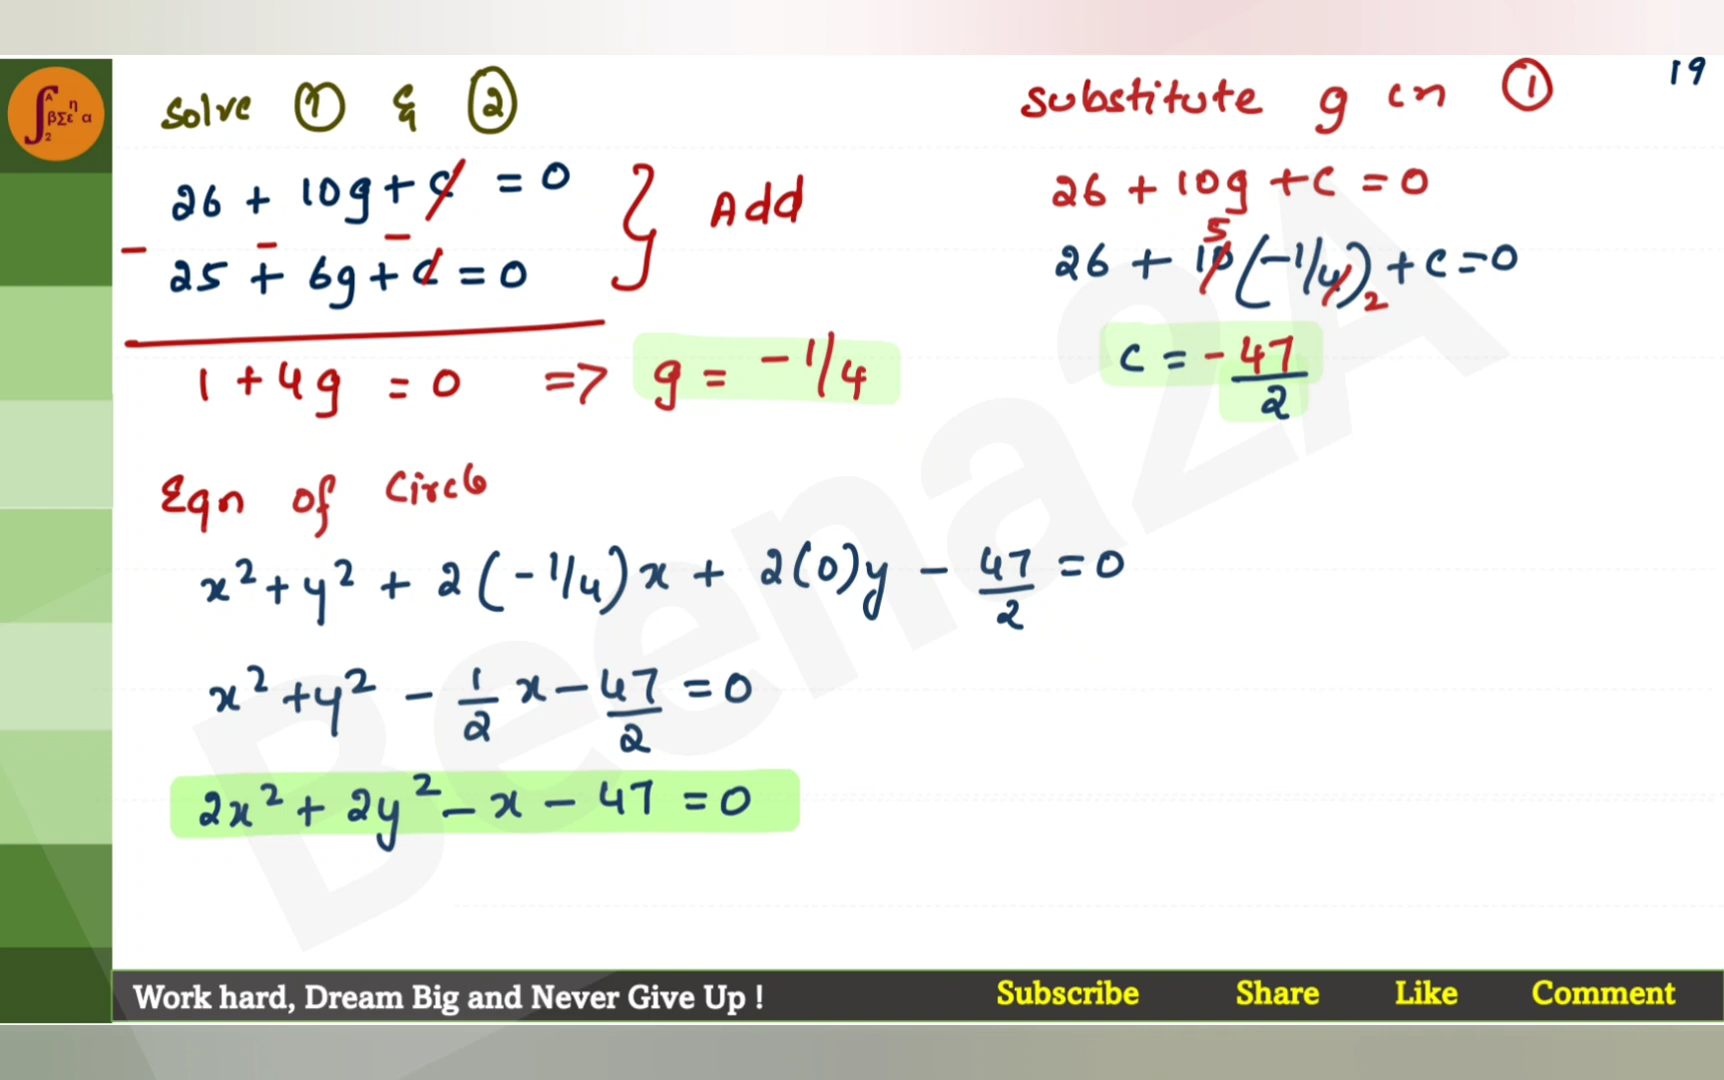 19
solve ① & ②
26 + 10g + c = 0
- - -
25 + 6g + c = 0
} Add
1 + 4g = 0 => g = -1/4
substitute g in ①
26 + 10g + c = 0
5
26 + 10(-1/4) + c = 0
2
c = -47/2
Eqn of Circle
x² + y² + 2(-1/4)x + 2(0)y - 47/2 = 0
x² + y² - 1/2 x - 47/2 = 0
2x² + 2y² - x - 47 = 0
Beena2A
Work hard, Dream Big and Never Give Up !
Subscribe Share Like Comment